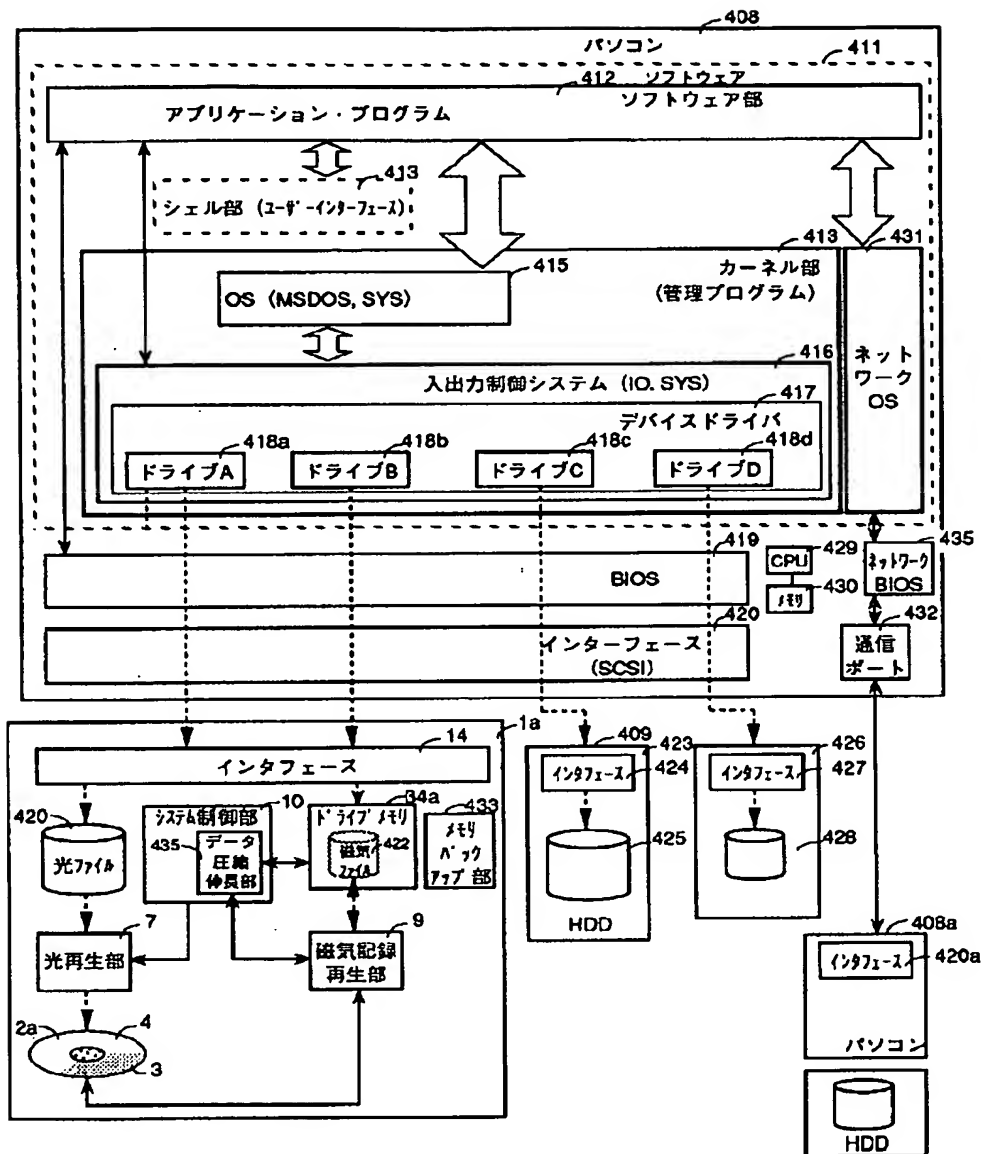 408
パソコン
411
412 ソフトウェア
ソフトウェア部
アプリケーション・プログラム
413
シェル部 (ユーザーインターフェース)
413
431
カーネル部
(管理プログラム)
415
OS (MSDOS, SYS)
ネット
ワーク
OS
416
入出力制御システム (IO. SYS)
417
デバイスドライバ
418a
418b
418c
418d
ドライブA
ドライブB
ドライブC
ドライブD
419
BIOS
CPU
429
メモリ
430
435
ネットワーク
BIOS
420
インターフェース
(SCSI)
432
通信
ポート
1a
14
インタフェース
420
光ファイル
10
システム制御部
435
データ
圧縮
伸長部
34a
ドライブメモリ
422
磁気
ファイル
433
メモリ
バック
アップ部
7
光再生部
9
磁気記録
再生部
2a
4
3
409
423
インタフェース
424
425
HDD
426
インタフェース
427
428
408a
インタフェース
420a
パソコン
HDD